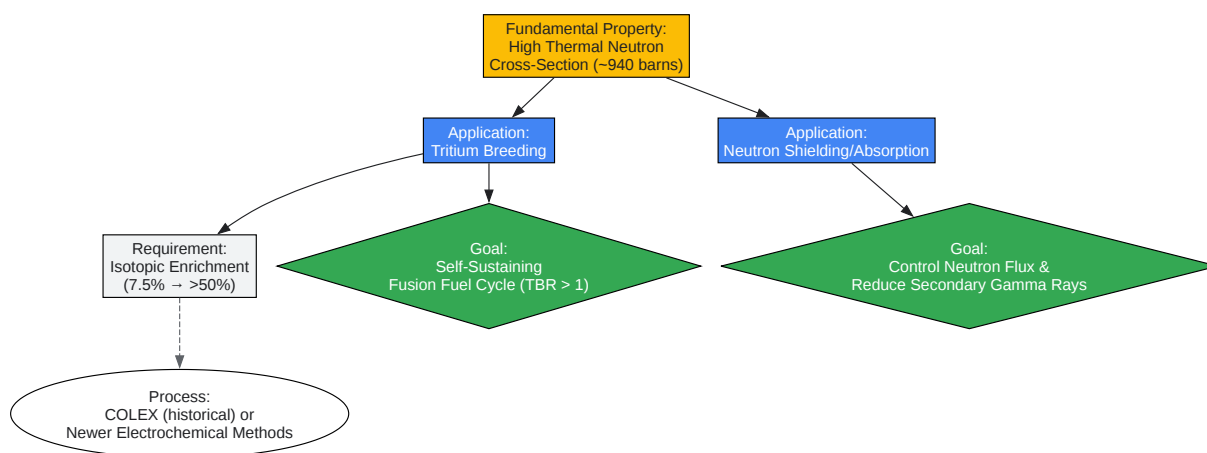 Fundamental Property:
High Thermal Neutron
Cross-Section (~940 barns)
Application:
Tritium Breeding
Application:
Neutron Shielding/Absorption
Requirement:
Isotopic Enrichment
(7.5% → >50%)
Goal:
Self-Sustaining
Fusion Fuel Cycle (TBR > 1)
Goal:
Control Neutron Flux &
Reduce Secondary Gamma Rays
Process:
COLEX (historical) or
Newer Electrochemical Methods